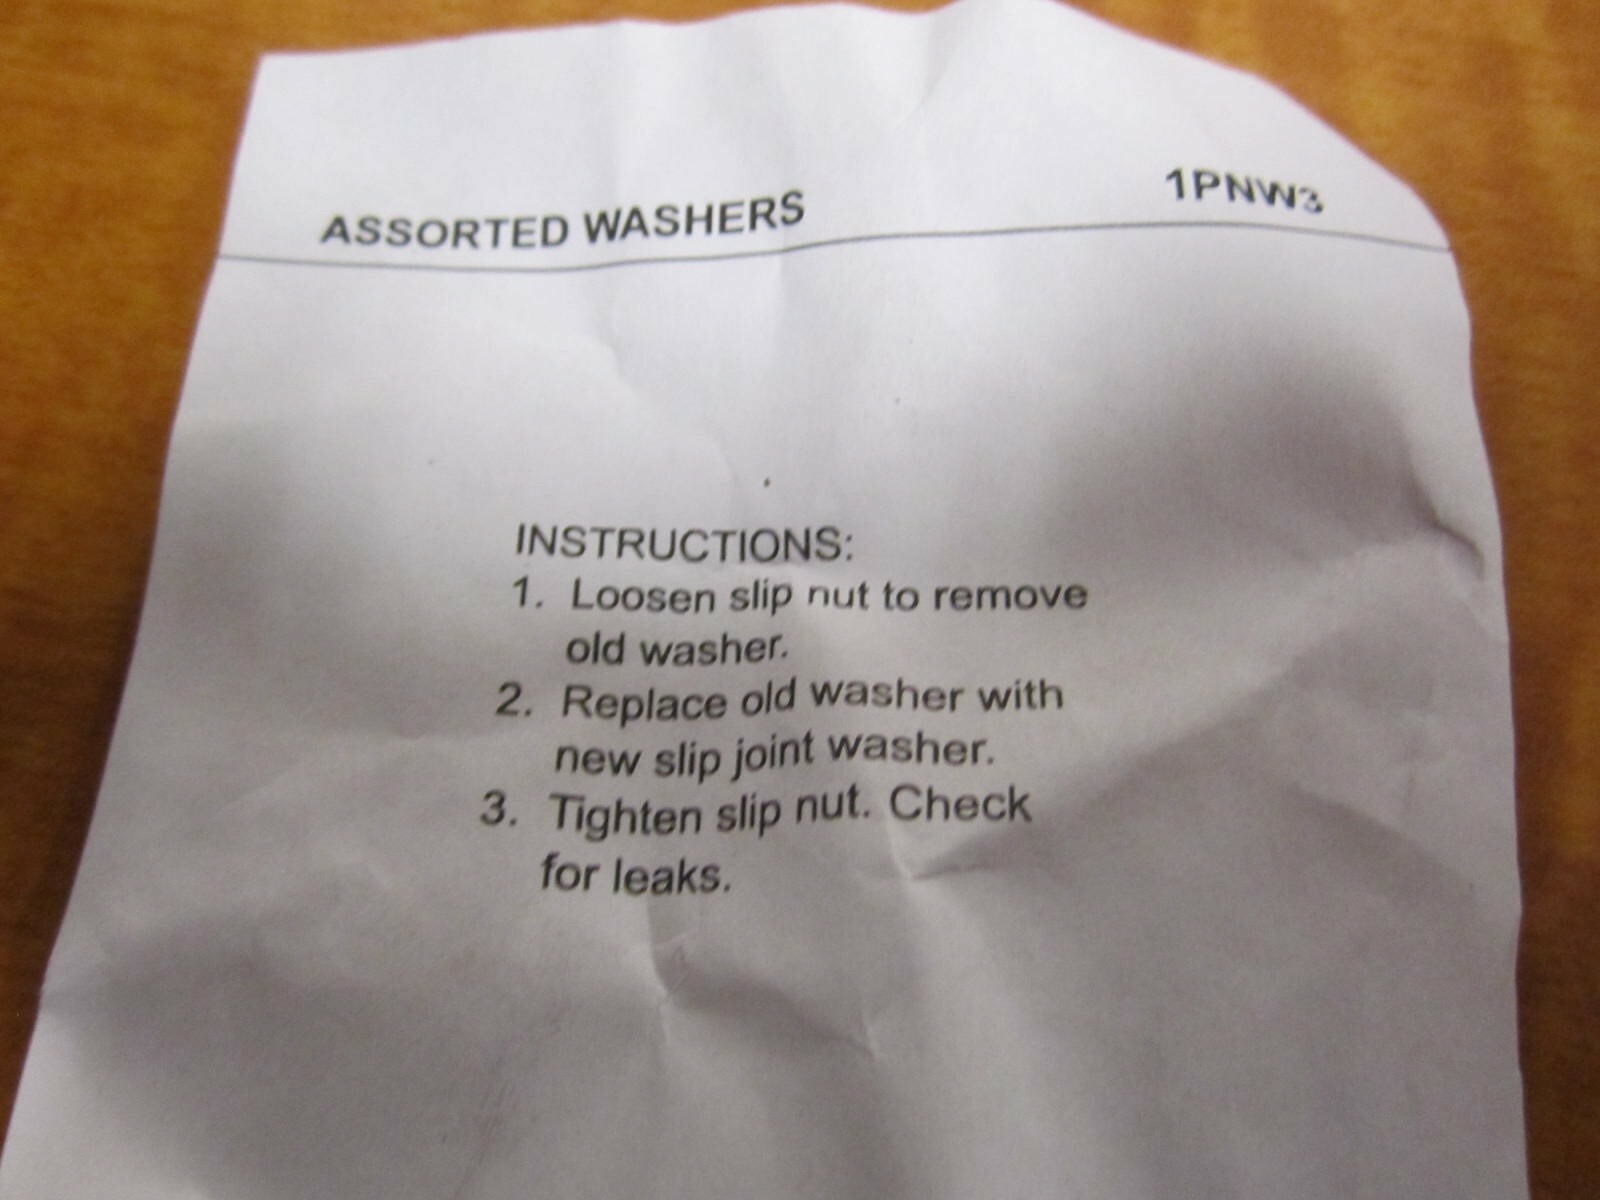 ASSORTED WASHERS 1PNW3
INSTRUCTIONS:
1. Loosen slip nut to remove
old washer.
2. Replace old washer with
new slip joint washer.
3. Tighten slip nut. Check
for leaks.